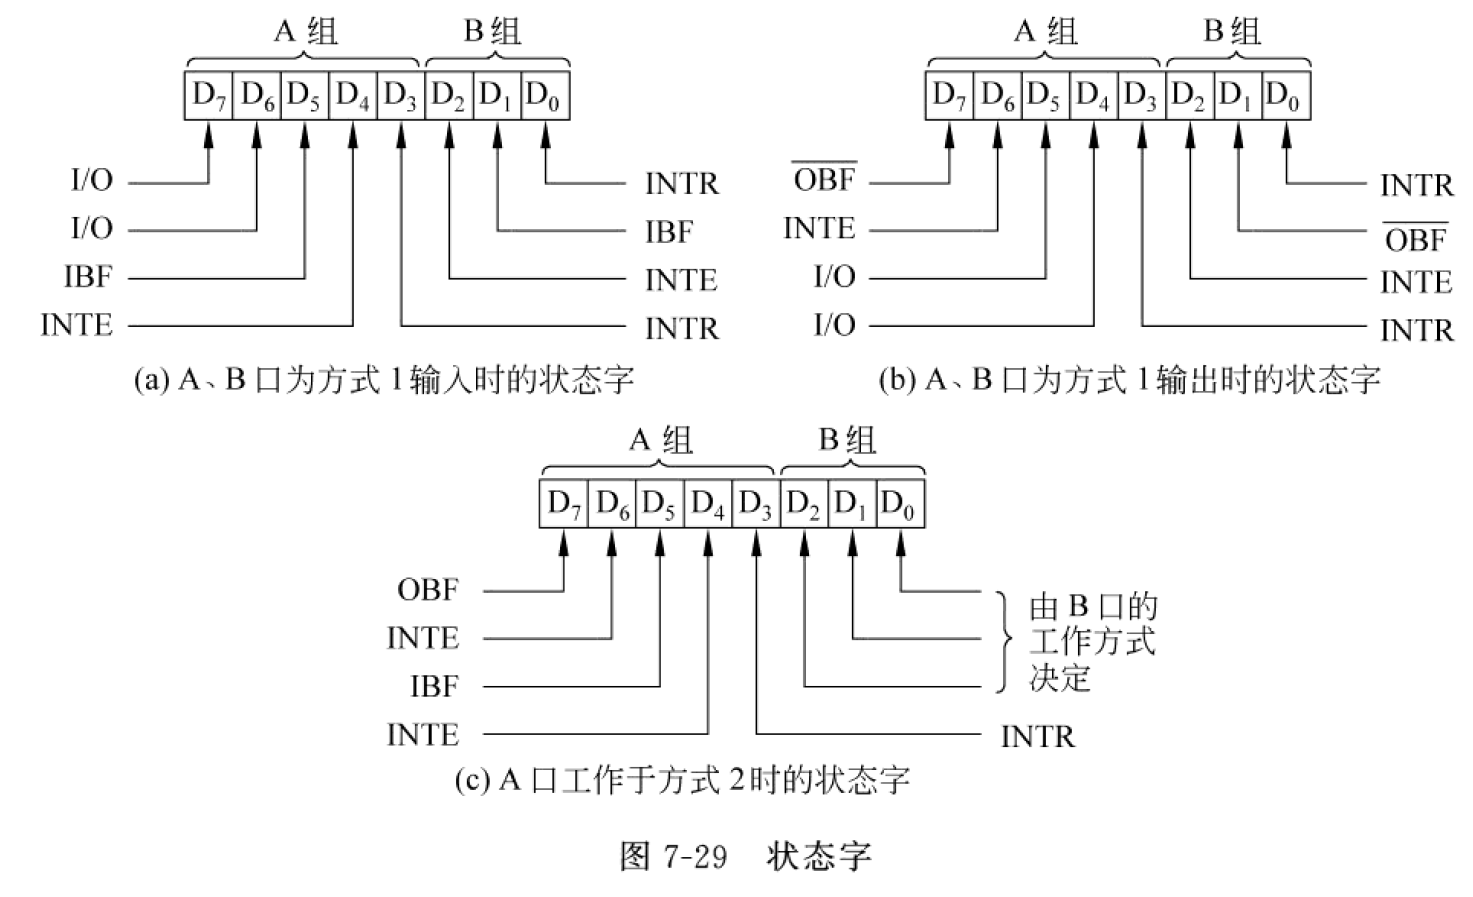 A 组 B 组
D₇ D₆ D₅ D₄ D₃ D₂ D₁ D₀
I/O
I/O
IBF
INTE
INTR
IBF
INTE
INTR
(a) A、B 口为方式 1 输入时的状态字
A 组 B 组
D₇ D₆ D₅ D₄ D₃ D₂ D₁ D₀
O̅B̅F̅
INTE
I/O
I/O
INTR
O̅B̅F̅
INTE
INTR
(b) A、B 口为方式 1 输出时的状态字
A 组 B 组
D₇ D₆ D₅ D₄ D₃ D₂ D₁ D₀
OBF
INTE
IBF
INTE
由 B 口的
工作方式
决定
INTR
(c) A 口工作于方式 2 时的状态字
图 7-29 状态字